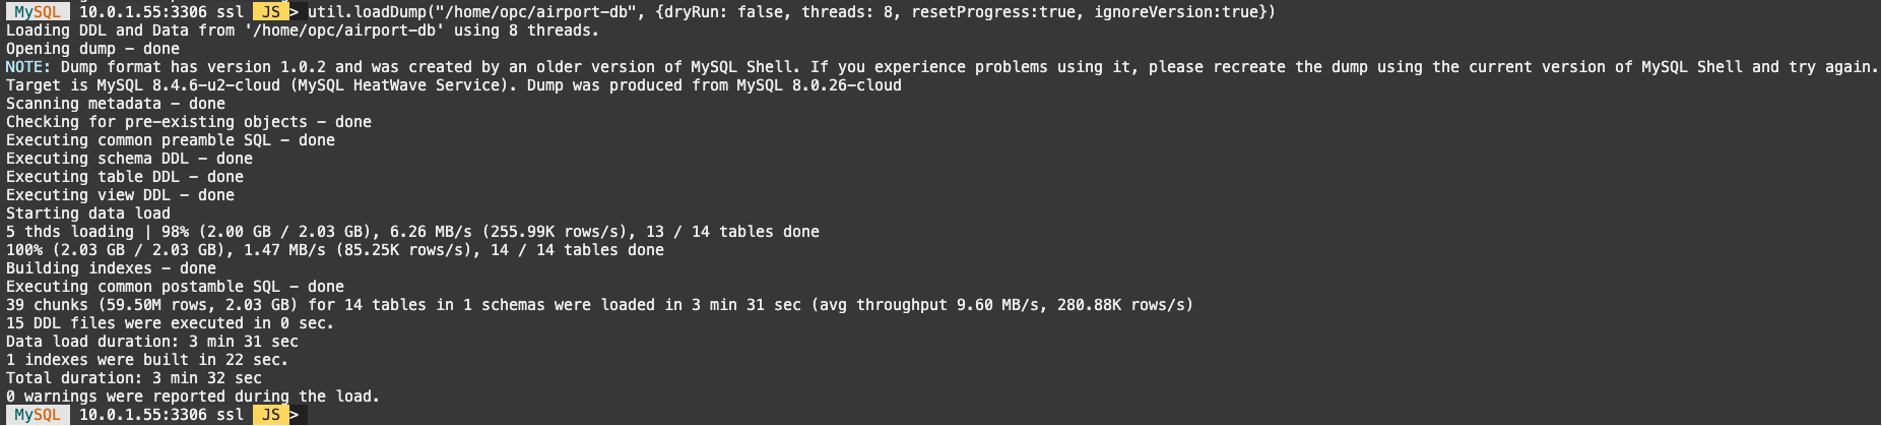 MySQL 10.0.1.55:3306 ssl JS > util.loadDump("/home/opc/airport-db", {dryRun: false, threads: 8, resetProgress:true, ignoreVersion:true})
Loading DDL and Data from '/home/opc/airport-db' using 8 threads.
Opening dump - done
NOTE: Dump format has version 1.0.2 and was created by an older version of MySQL Shell. If you experience problems using it, please recreate the dump using the current version of MySQL Shell and try again.
Target is MySQL 8.4.6-u2-cloud (MySQL HeatWave Service). Dump was produced from MySQL 8.0.26-cloud
Scanning metadata - done
Checking for pre-existing objects - done
Executing common preamble SQL - done
Executing schema DDL - done
Executing table DDL - done
Executing view DDL - done
Starting data load
5 thds loading | 98% (2.00 GB / 2.03 GB), 6.26 MB/s (255.99K rows/s), 13 / 14 tables done
100% (2.03 GB / 2.03 GB), 1.47 MB/s (85.25K rows/s), 14 / 14 tables done
Building indexes - done
Executing common postamble SQL - done
39 chunks (59.50M rows, 2.03 GB) for 14 tables in 1 schemas were loaded in 3 min 31 sec (avg throughput 9.60 MB/s, 280.88K rows/s)
15 DDL files were executed in 0 sec.
Data load duration: 3 min 31 sec
1 indexes were built in 22 sec.
Total duration: 3 min 32 sec
0 warnings were reported during the load.
MySQL 10.0.1.55:3306 ssl JS >